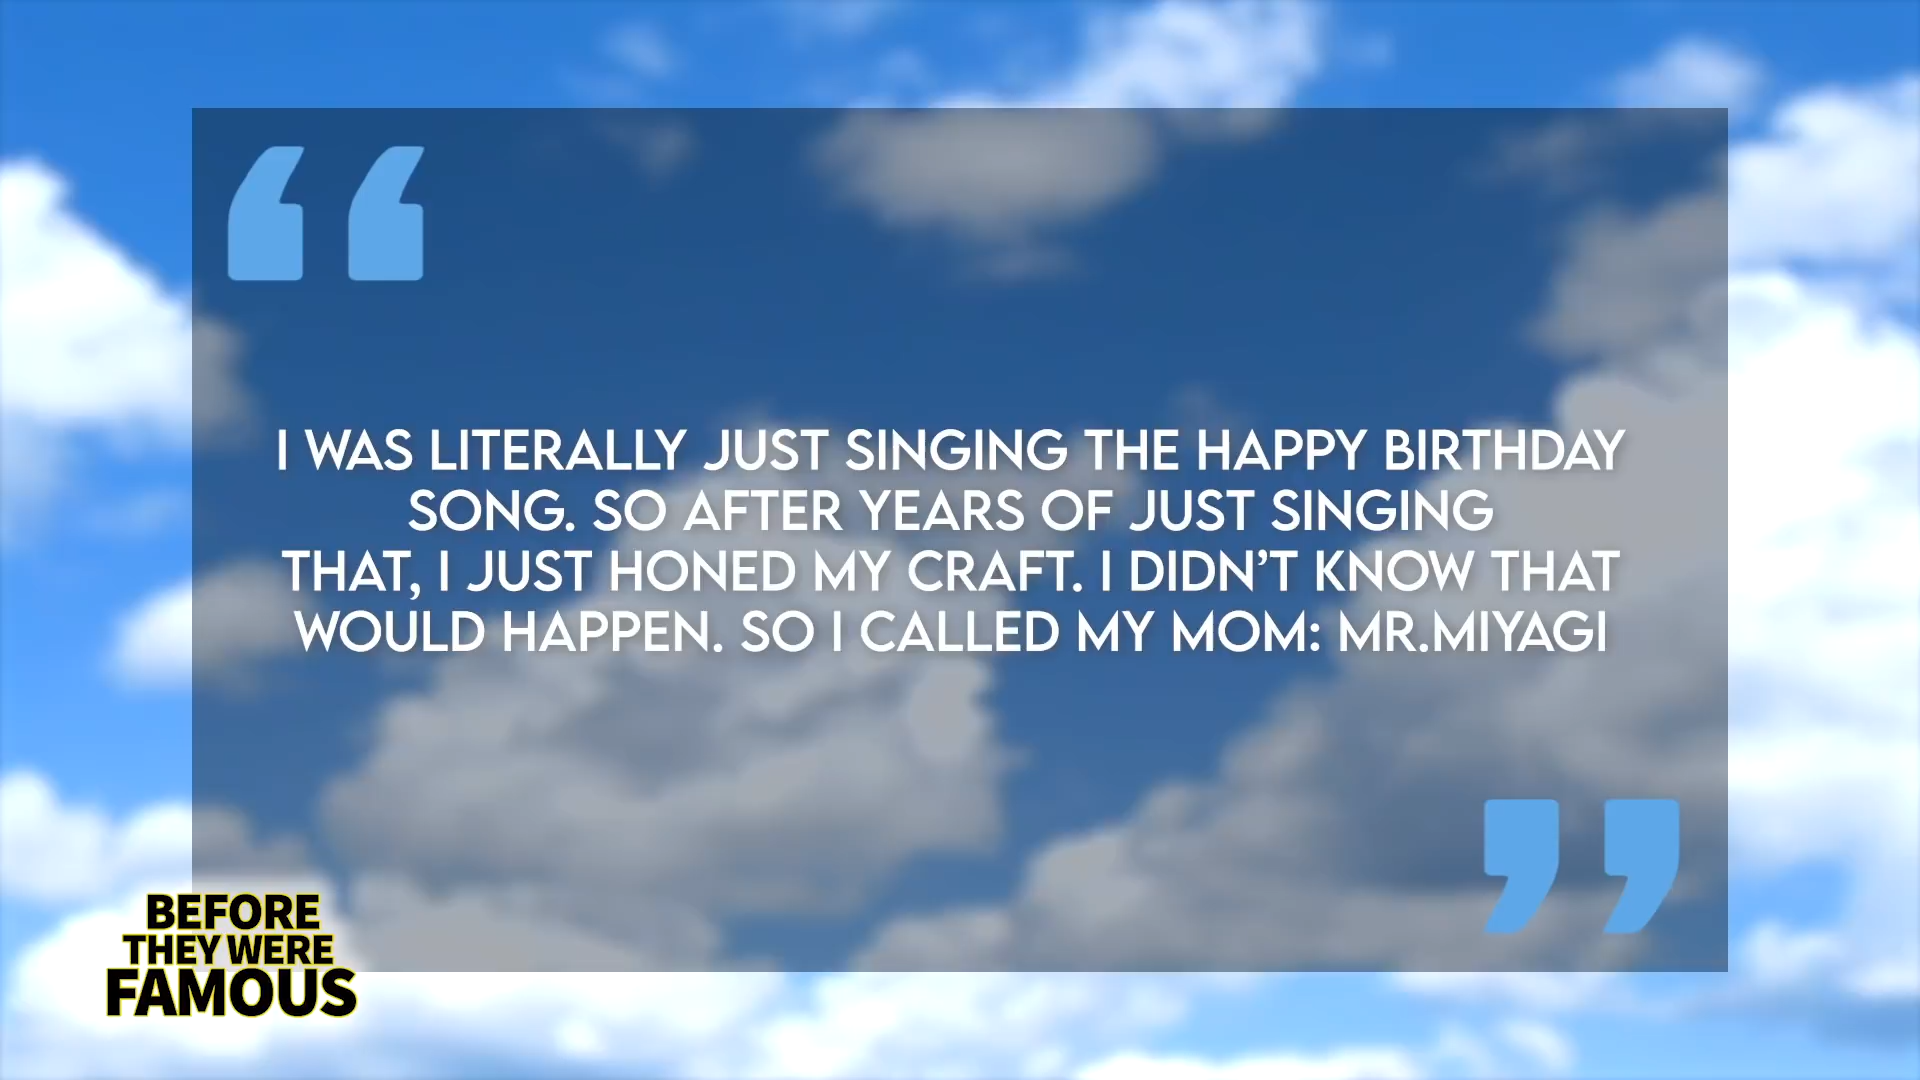 I WAS LITERALLY JUST SINGING THE HAPPY BIRTHDAY
SONG. SO AFTER YEARS OF JUST SINGING
THAT, I JUST HONED MY CRAFT. I DIDN’T KNOW THAT
WOULD HAPPEN. SO I CALLED MY MOM: MR.MIYAGI
BEFORE
THEY WERE
FAMOUS